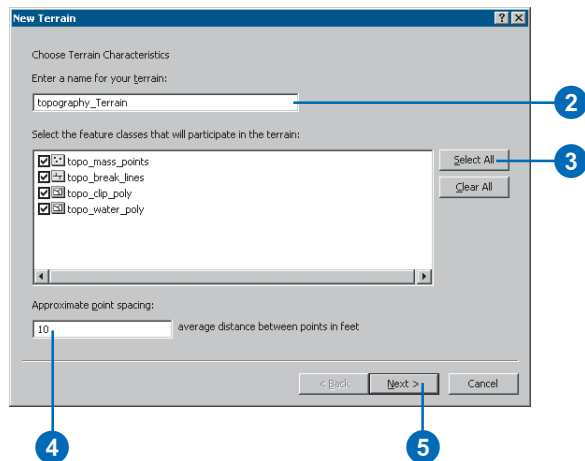 New Terrain
Choose Terrain Characteristics
Enter a name for your terrain:
topography_Terrain
2
Select the feature classes that will participate in the terrain:
topo_mass_points
topo_break_lines
topo_clip_poly
topo_water_poly
Select All
3
Clear All
Approximate point spacing:
10
average distance between points in feet
< Back
Next >
Cancel
4
5